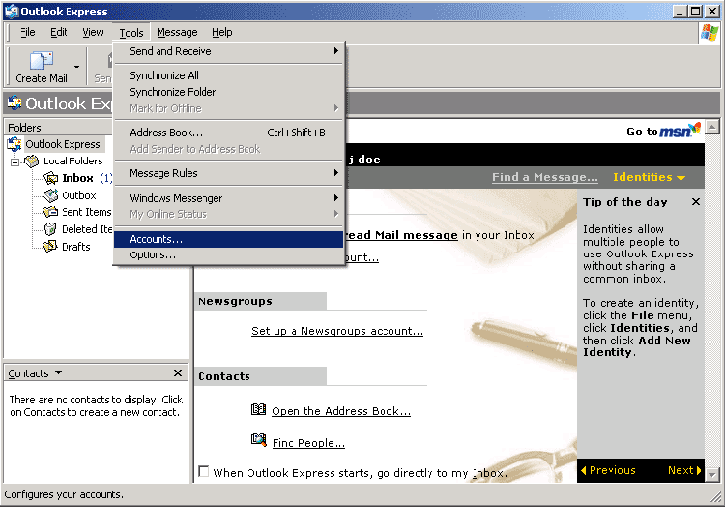 Outlook Express
File Edit View Tools Message Help
Create Mail
Send and Receive
Synchronize All
Synchronize Folder
Mark for Offline
Address Book... Ctrl+Shift+B
Add Sender to Address Book
Message Rules
Windows Messenger
My Online Status
Accounts...
Options...
Outlook Ex
Folders
Outlook Express
Local Folders
Inbox (1)
Outbox
Sent Items
Deleted Ite
Drafts
Contacts
There are no contacts to display. Click
on Contacts to create a new contact.
Go to msn
j doc
Find a Message... Identities
read Mail message in your Inbox
ount...
Newsgroups
Set up a Newsgroups account...
Contacts
Open the Address Book...
Find People...
When Outlook Express starts, go directly to my Inbox.
Tip of the day
Identities allow
multiple people to
use Outlook Express
without sharing a
common inbox.
To create an identity,
click the File menu,
click Identities, and
then click Add New
Identity.
Previous Next
Configures your accounts.